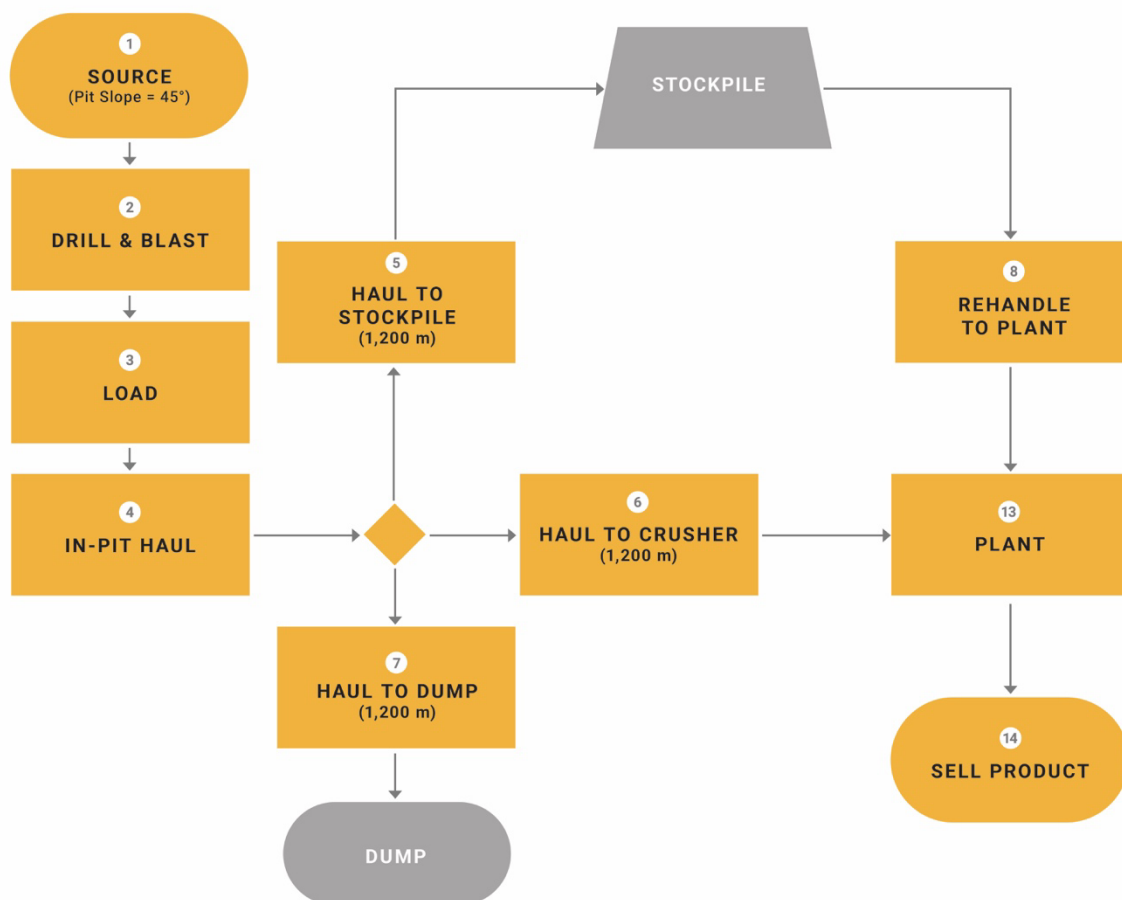 1
SOURCE
(Pit Slope = 45°)
2
DRILL & BLAST
3
LOAD
4
IN-PIT HAUL
5
HAUL TO
STOCKPILE
(1,200 m)
STOCKPILE
6
HAUL TO CRUSHER
(1,200 m)
7
HAUL TO DUMP
(1,200 m)
DUMP
8
REHANDLE
TO PLANT
13
PLANT
14
SELL PRODUCT